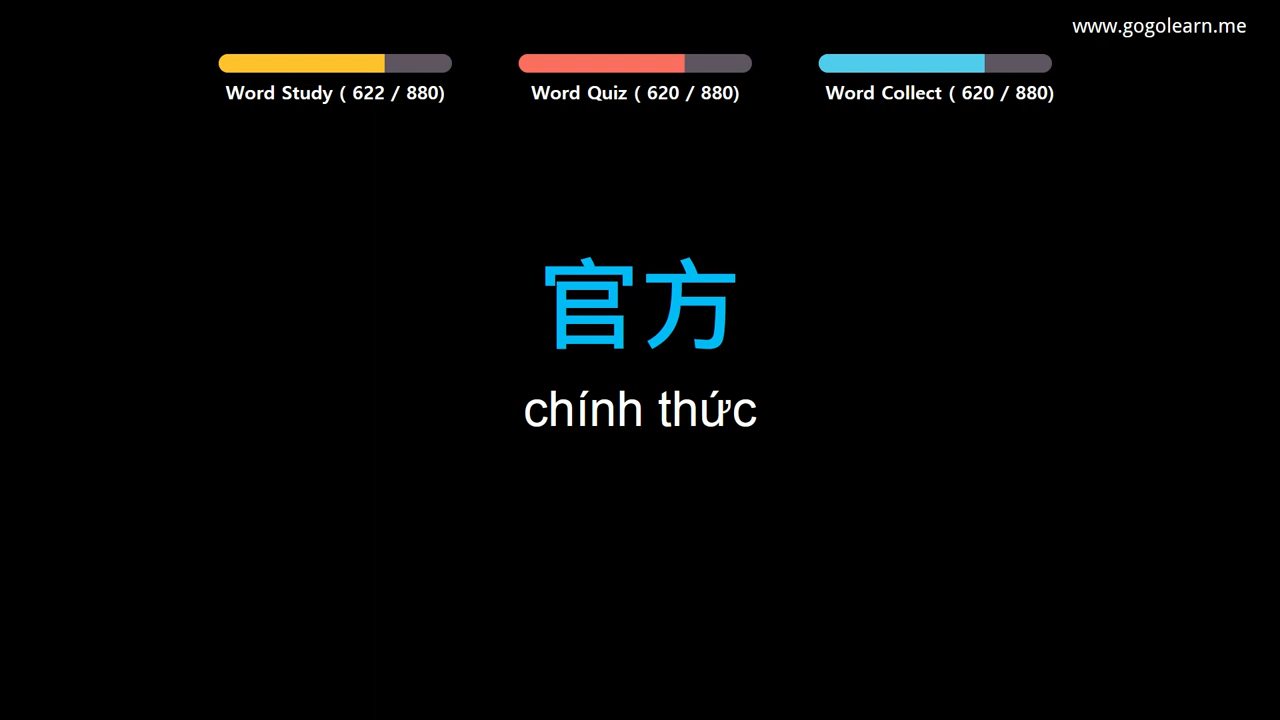 www.gogolearn.me
Word Study ( 622 / 880)
Word Quiz ( 620 / 880)
Word Collect ( 620 / 880)
官方
chính thức